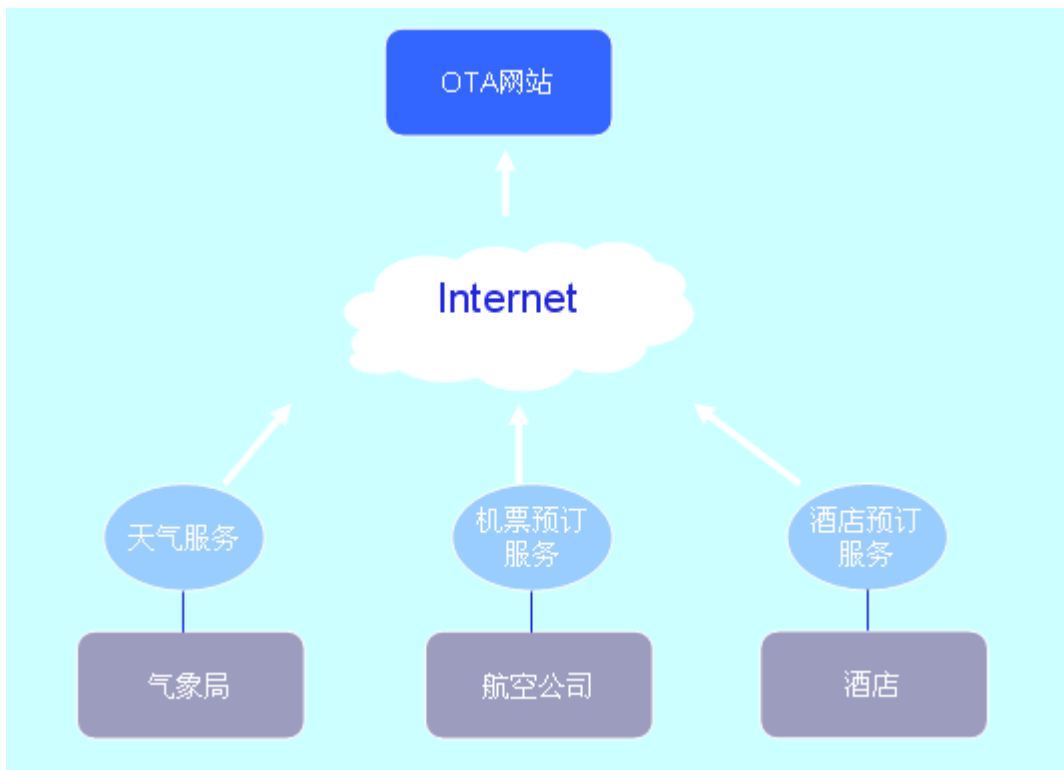 OTA网站
Internet
天气服务
机票预订
服务
酒店预订
服务
气象局
航空公司
酒店